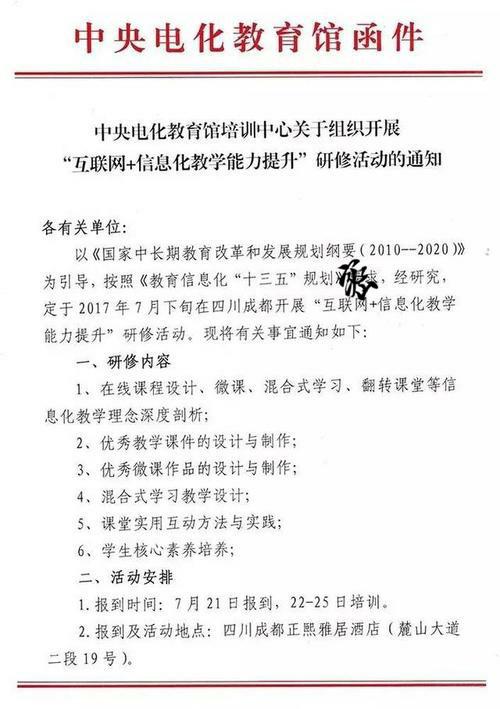 中央电化教育馆函件
中央电化教育馆培训中心关于组织开展
“互联网+信息化教学能力提升”研修活动的通知
各有关单位：
以《国家中长期教育改革和发展规划纲要（2010--2020）》
为引导，按照《教育信息化“十三五”规划》求，经研究，
定于 2017 年 7 月下旬在四川成都开展“互联网+信息化教学
能力提升”研修活动。现将有关事宜通知如下：
一、研修内容
1、在线课程设计、微课、混合式学习、翻转课堂等信
息化教学理念深度剖析；
2、优秀教学课件的设计与制作；
3、优秀微课作品的设计与制作；
4、混合式学习教学设计；
5、课堂实用互动方法与实践；
6、学生核心素养培养；
二、活动安排
1. 报到时间：7 月 21 日报到，22-25 日培训。
2. 报到及活动地点：四川成都正熙雅居酒店（麓山大道
二段 19 号）。